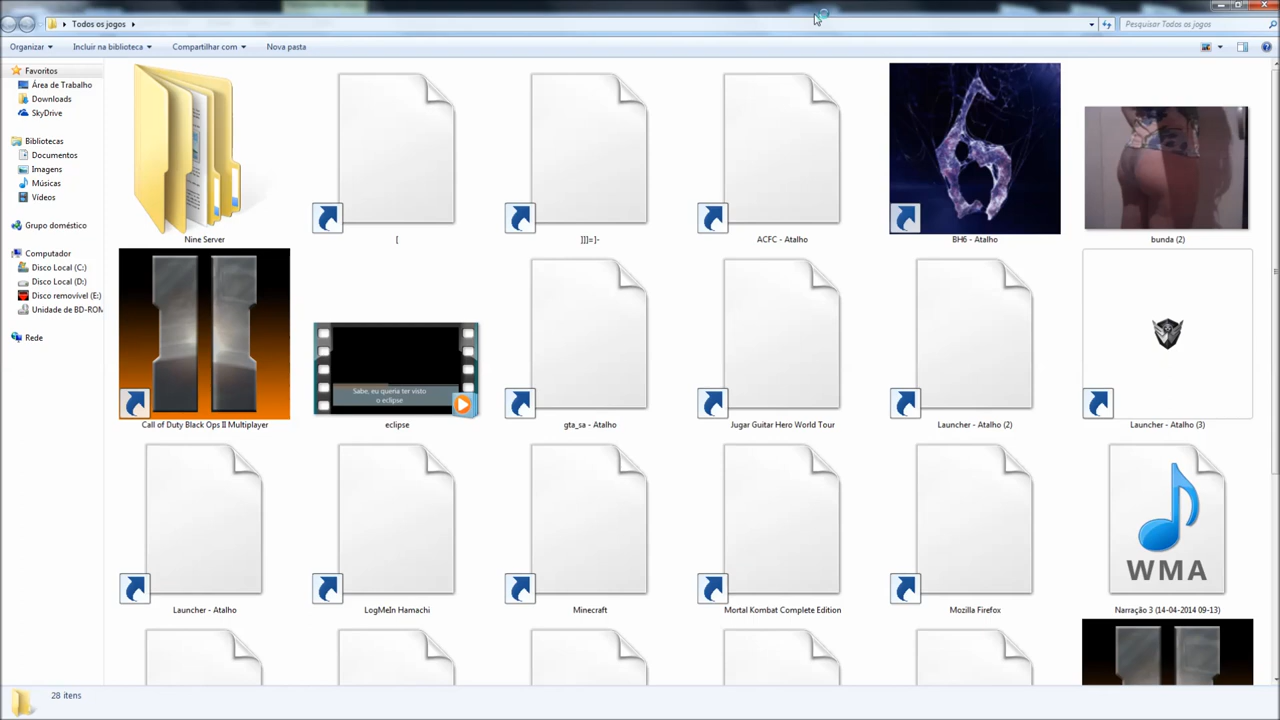 Todos os jogos
Pesquisar Todos os jogos
Organizar
Incluir na biblioteca
Compartilhar com
Nova pasta
Favoritos
Área de Trabalho
Downloads
SkyDrive
Bibliotecas
Documentos
Imagens
Músicas
Vídeos
Grupo doméstico
Computador
Disco Local (C:)
Disco Local (D:)
Disco removível (E:)
Unidade de BD-ROM
Rede
Nine Server
[
]]]=]-
ACFC - Atalho
BH6 - Atalho
bunda (2)
Sabe, eu queria ter visto
o eclipse
Call of Duty Black Ops II Multiplayer
eclipse
gta_sa - Atalho
Jugar Guitar Hero World Tour
Launcher - Atalho (2)
Launcher - Atalho (3)
WMA
Launcher - Atalho
LogMeIn Hamachi
Minecraft
Mortal Kombat Complete Edition
Mozilla Firefox
Narração 3 (14-04-2014 09-13)
28 itens